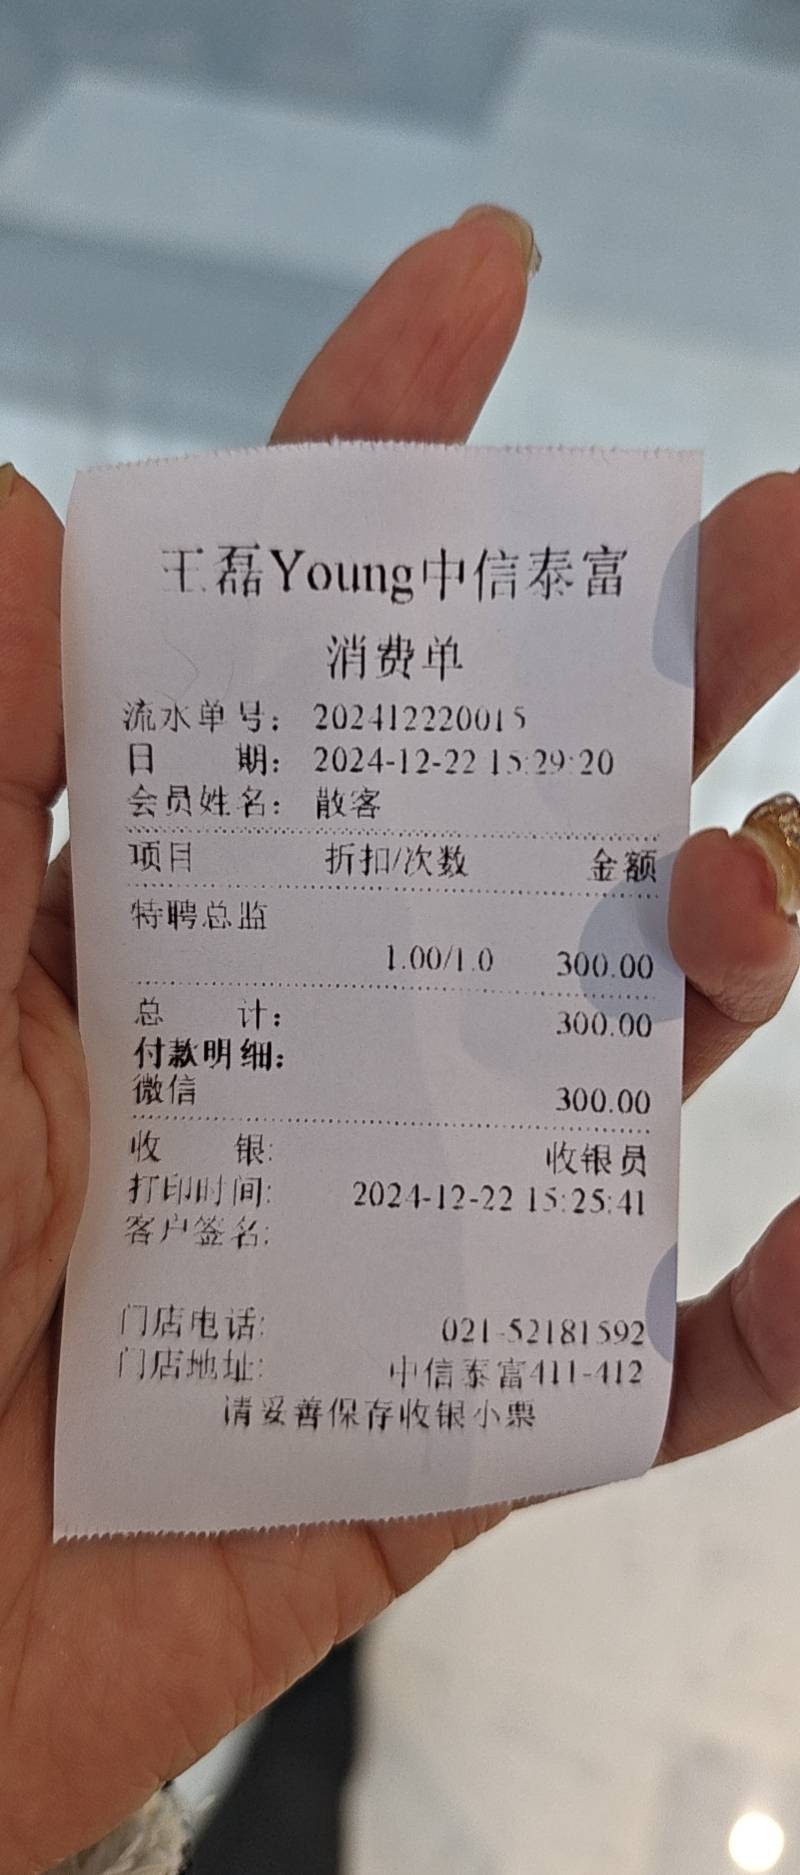 王磊Young中信泰富
消费单
流水单号: 202412220015
日 期: 2024-12-22 15:29:20
会员姓名: 散客
项目 折扣/次数 金额
特聘总监
1.00/1.0 300.00
总 计: 300.00
付款明细:
微信 300.00
收 银: 收银员
打印时间: 2024-12-22 15:25:41
客户签名:
门店电话: 021-52181592
门店地址: 中信泰富411-412
请妥善保存收银小票